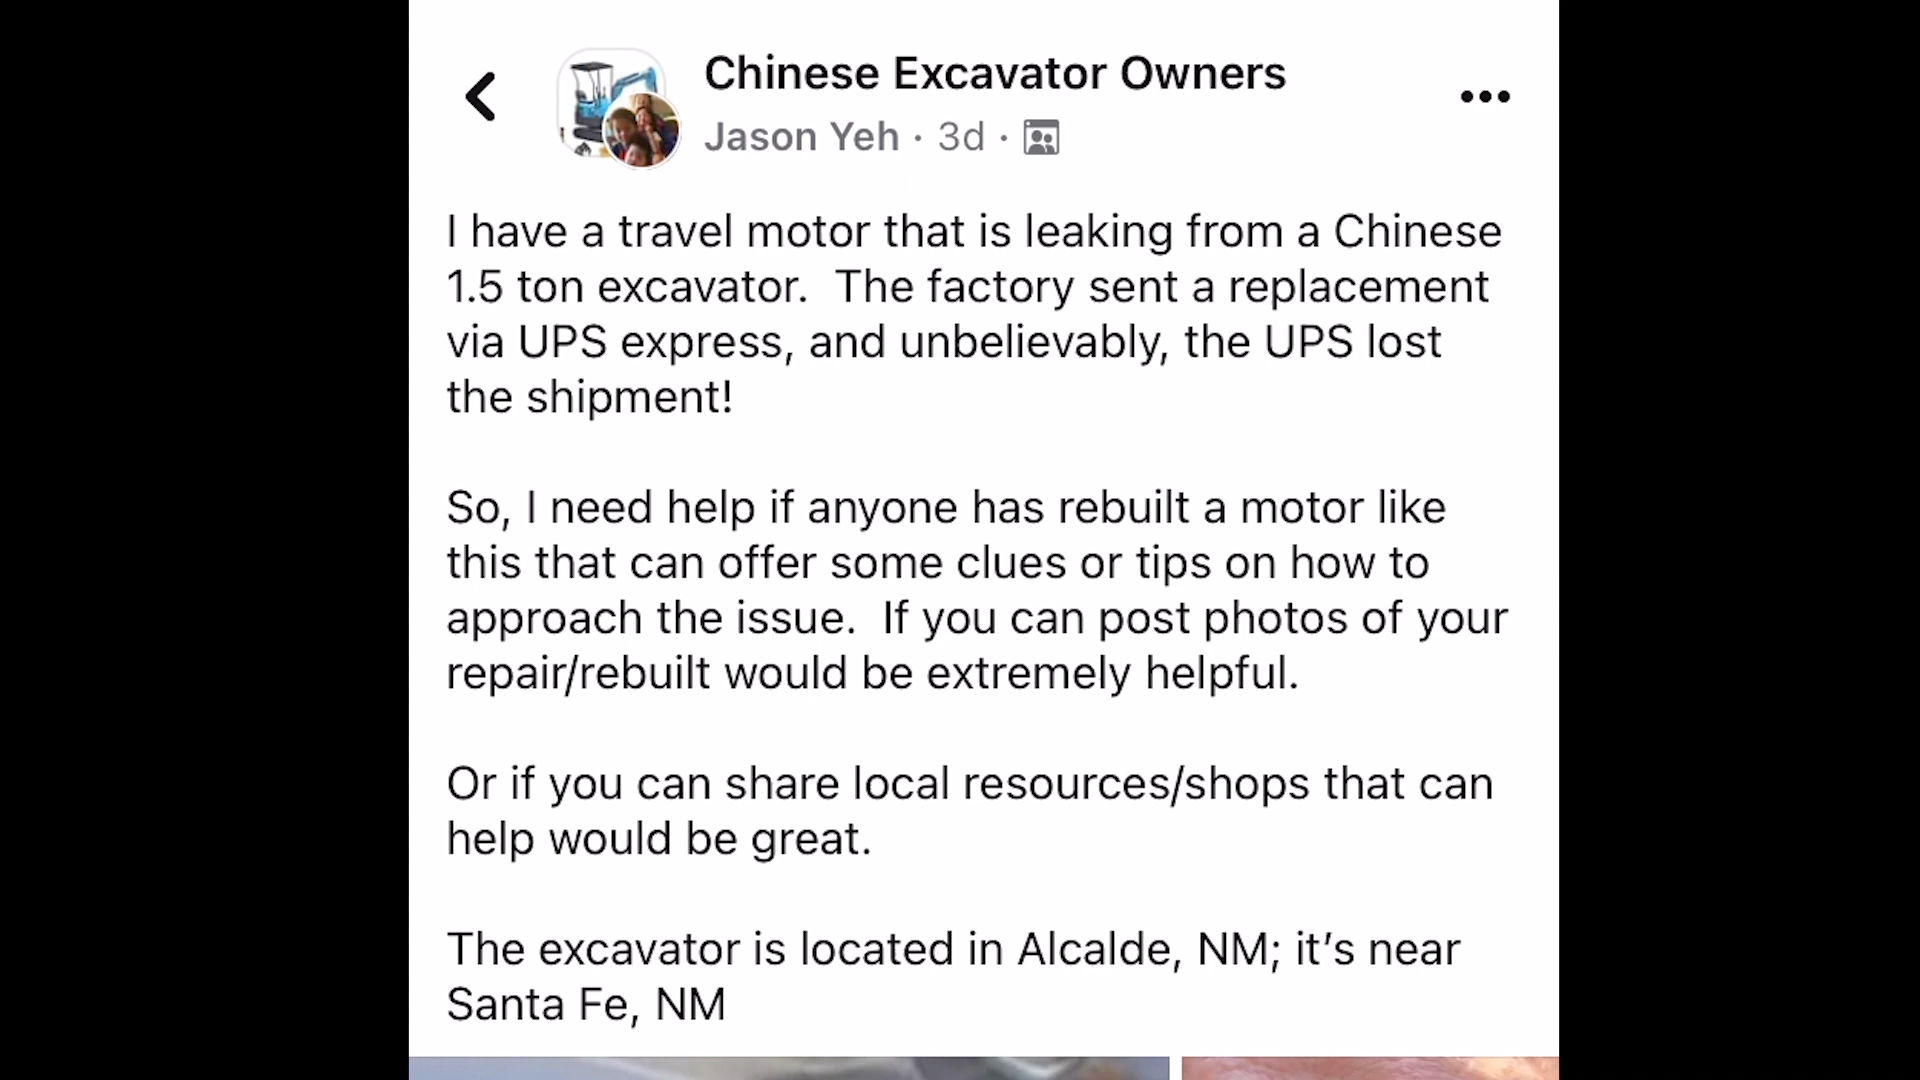 Chinese Excavator Owners
Jason Yeh · 3d ·
I have a travel motor that is leaking from a Chinese
1.5 ton excavator.  The factory sent a replacement
via UPS express, and unbelievably, the UPS lost
the shipment!
So, I need help if anyone has rebuilt a motor like
this that can offer some clues or tips on how to
approach the issue.  If you can post photos of your
repair/rebuilt would be extremely helpful.
Or if you can share local resources/shops that can
help would be great.
The excavator is located in Alcalde, NM; it’s near
Santa Fe, NM